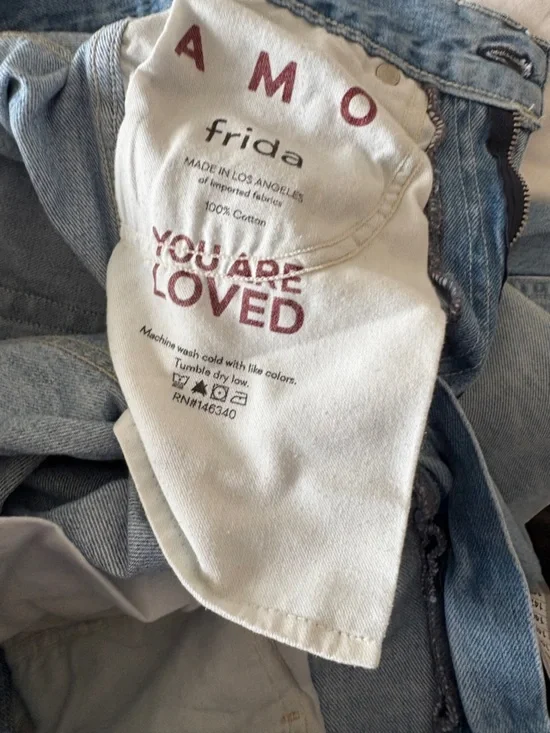 AMO
frida
MADE IN LOS ANGELES
of imported fabrics
100% Cotton
YOU ARE
LOVED
Machine wash cold with like colors.
Tumble dry low.
RN#146340